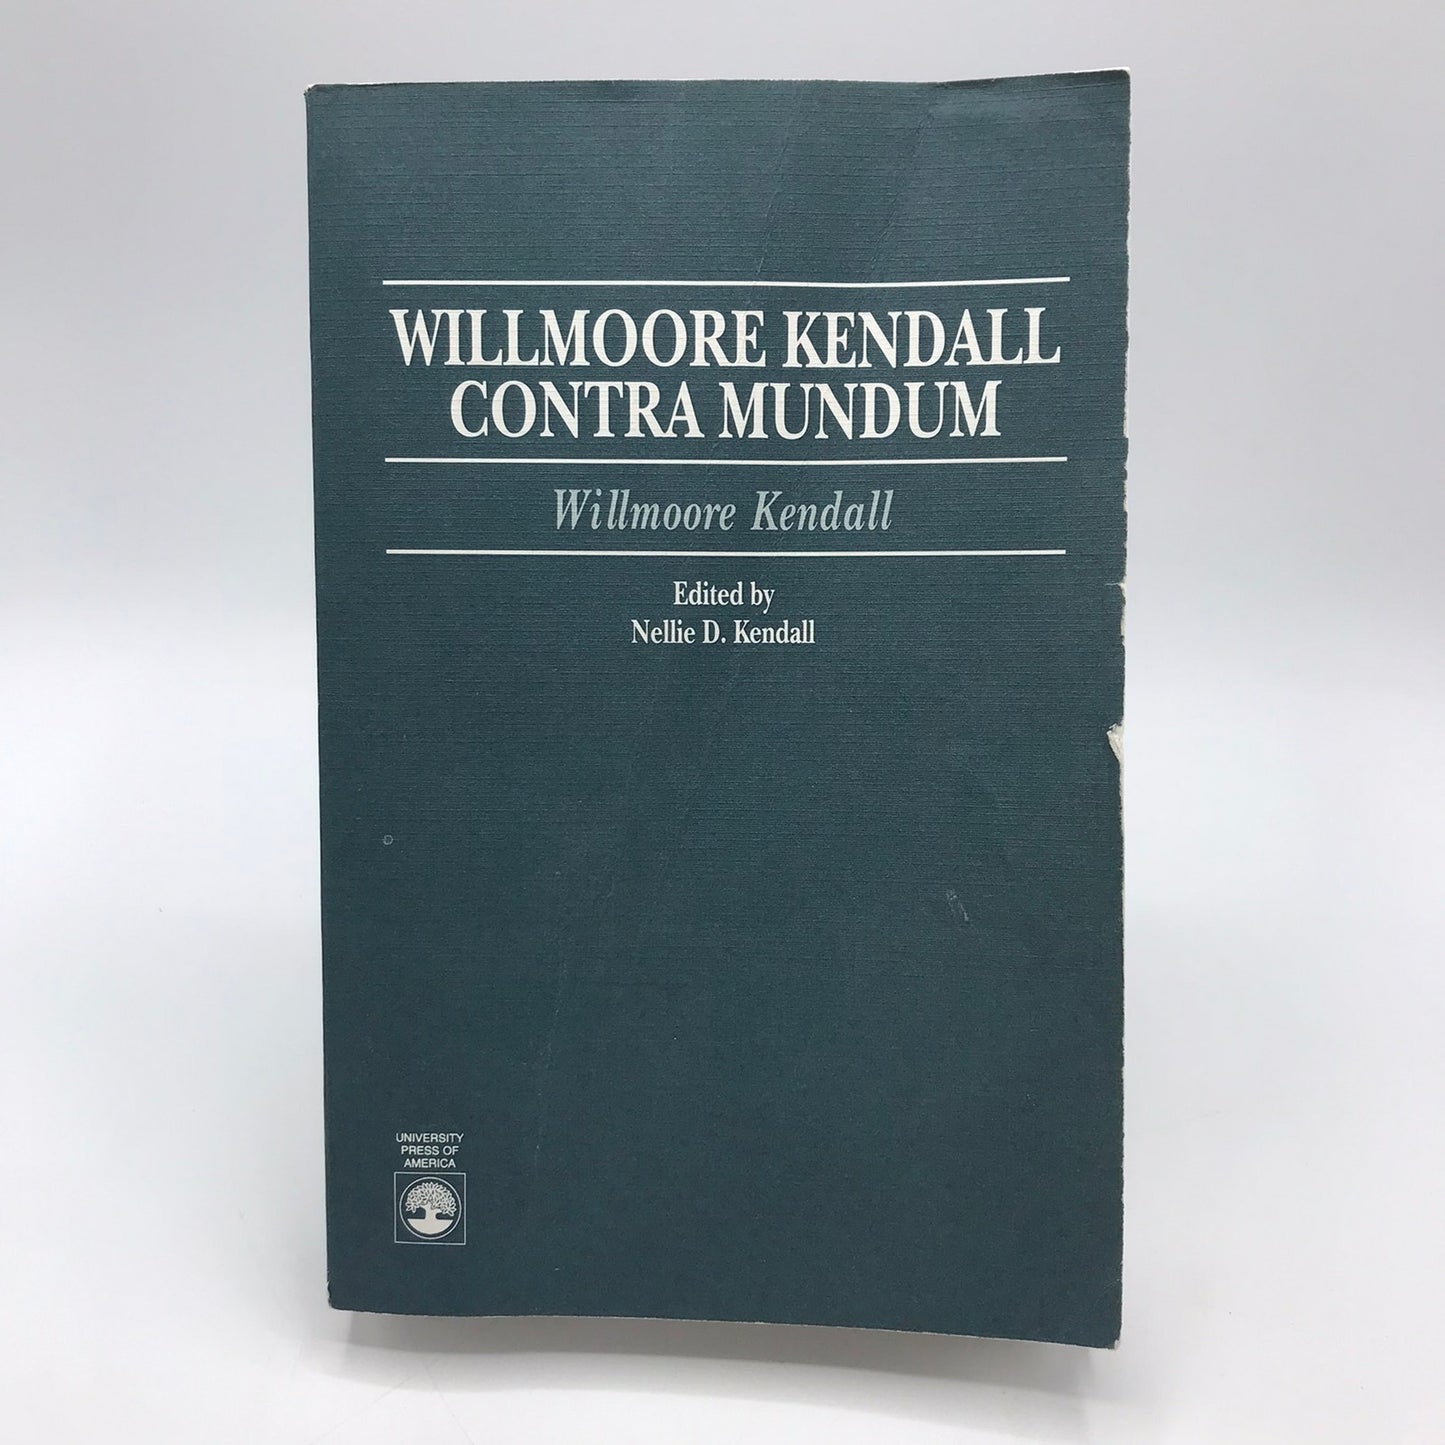 WILLMOORE KENDALL
CONTRA MUNDUM
Willmoore Kendall
Edited by
Nellie D. Kendall
UNIVERSITY
PRESS OF
AMERICA